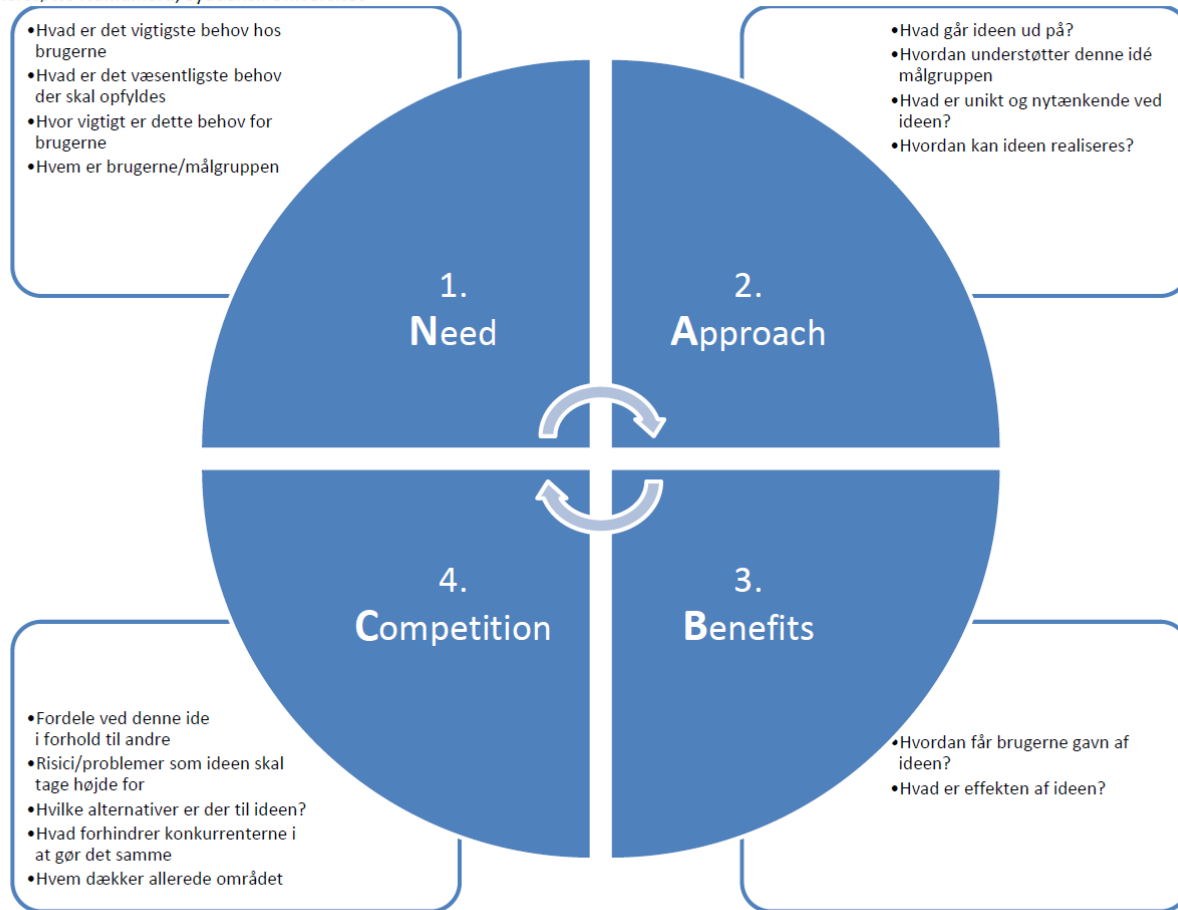 •Hvad er det vigtigste behov hos
brugerne
•Hvad er det væsentligste behov
der skal opfyldes
•Hvor vigtigt er dette behov for
brugerne
•Hvem er brugerne/målgruppen
•Hvad går ideen ud på?
•Hvordan understøtter denne idé
målgruppen
•Hvad er unikt og nytænkende ved
ideen?
•Hvordan kan ideen realiseres?
1.
Need
2.
Approach
4.
Competition
3.
Benefits
•Fordele ved denne ide
i forhold til andre
•Risici/problemer som ideen skal
tage højde for
•Hvilke alternativer er der til ideen?
•Hvad forhindrer konkurrenterne i
at gør det samme
•Hvem dækker allerede området
•Hvordan får brugerne gavn af
ideen?
•Hvad er effekten af ideen?